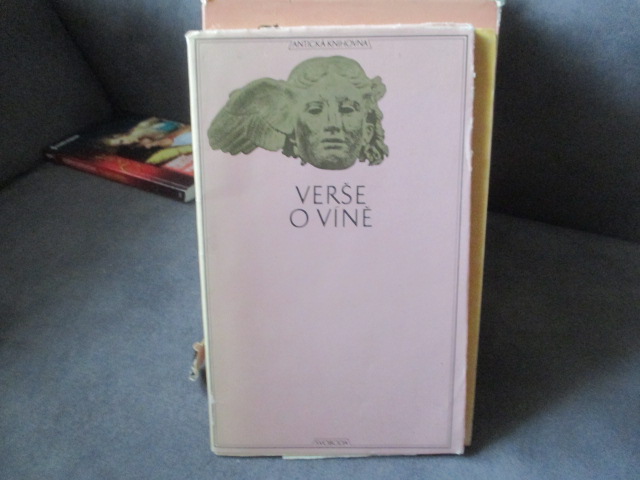 ANTICKÁ KNIHOVNA
VERŠE
O VÍNĚ
SVOBODA